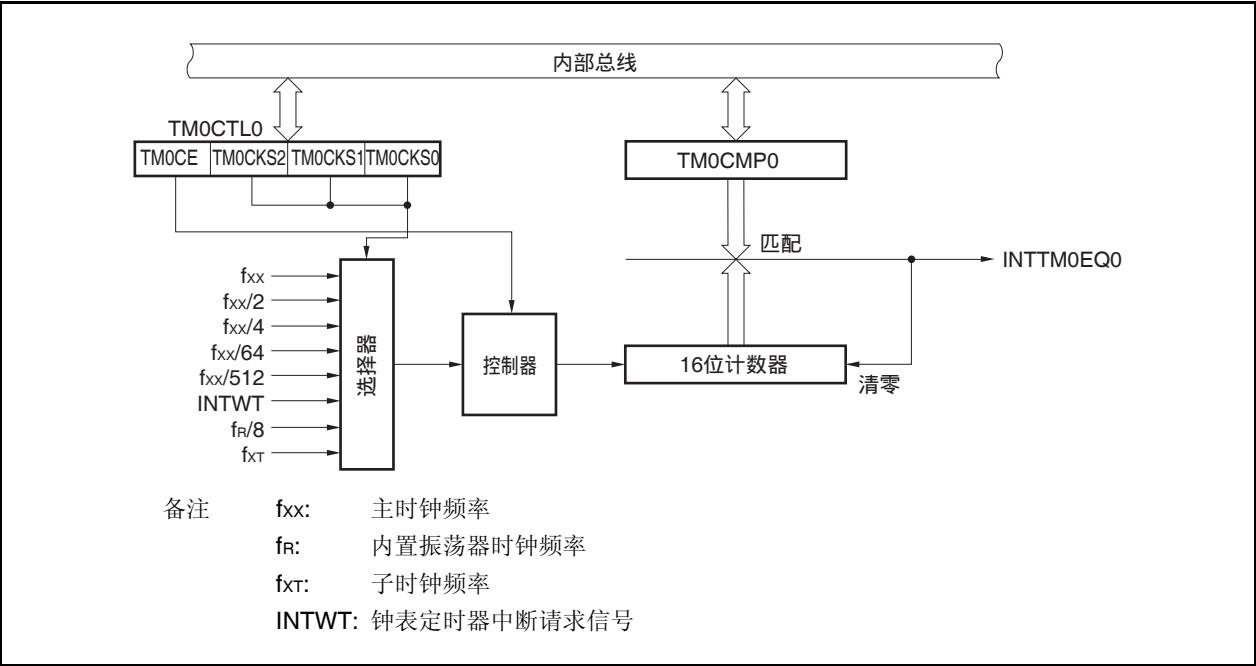 内部总线
TM0CTL0
TM0CE TM0CKS2 TM0CKS1 TM0CKS0
TM0CMP0
匹配
INTTM0EQ0
fXX
fXX/2
fXX/4
fXX/64
fXX/512
INTWT
fR/8
fXT
选择器
控制器
16位计数器
清零
备注 fXX: 主时钟频率
fR: 内置振荡器时钟频率
fXT: 子时钟频率
INTWT: 钟表定时器中断请求信号